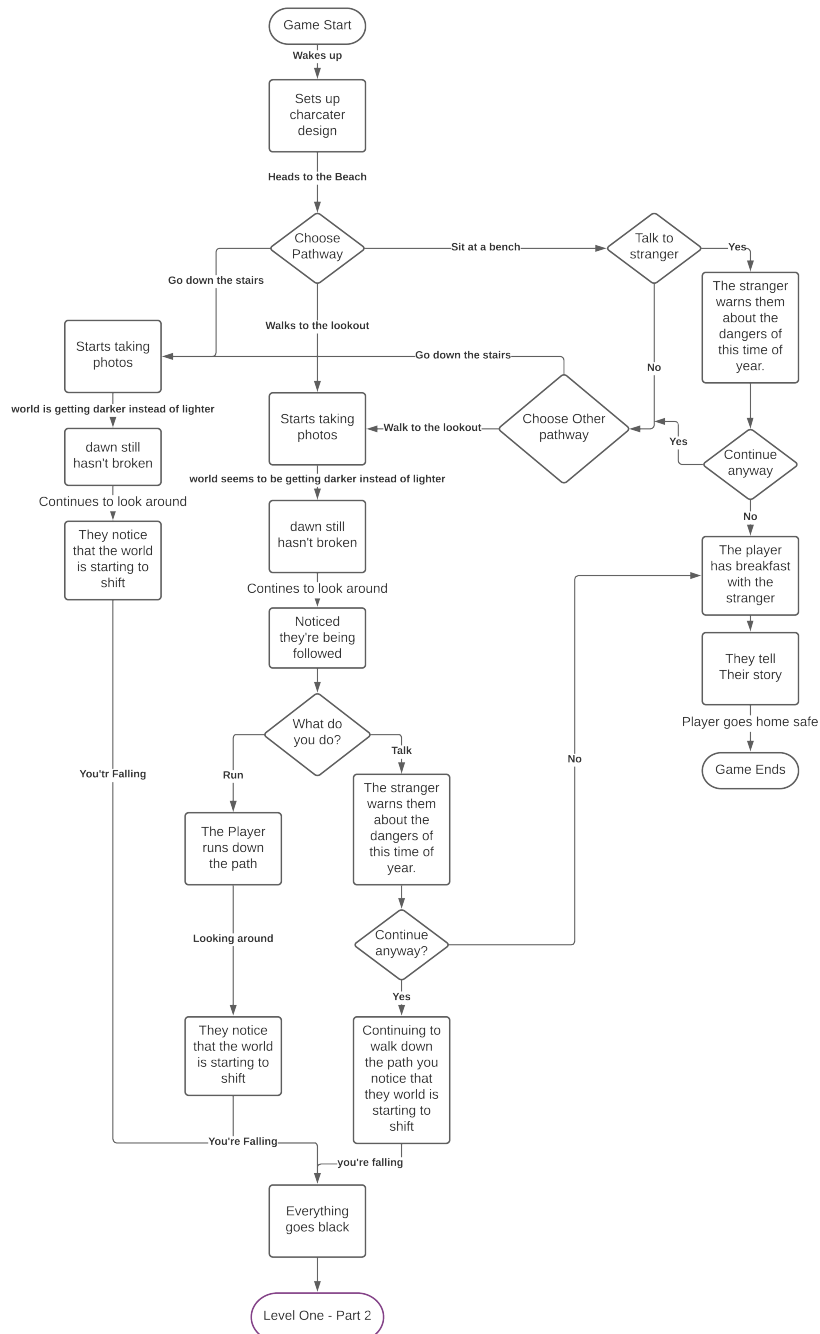 Game Start
Wakes up
Sets up
charcater
design
Heads to the Beach
Choose
Pathway
Sit at a bench
Talk to
stranger
Yes
Go down the stairs
The stranger
warns them
about the
dangers of
this time of
year.
Walks to the lookout
Starts taking
photos
Go down the stairs
No
world is getting darker instead of lighter
Starts taking
photos
Walk to the lookout
Choose Other
pathway
Yes
Continue
anyway
dawn still
hasn't broken
world seems to be getting darker instead of lighter
Continues to look around
No
They notice
that the world
is starting to
shift
dawn still
hasn't broken
The player
has breakfast
with the
stranger
Contines to look around
Noticed
they're being
followed
They tell
Their story
What do
you do?
Player goes home safe
Talk
No
Game Ends
You'tr Falling
Run
The stranger
warns them
about the
dangers of
this time of
year.
The Player
runs down
the path
Looking around
Continue
anyway?
Yes
They notice
that the world
is starting to
shift
Continuing to
walk down
the path you
notice that
they world is
starting to
shift
You're Falling
you're falling
Everything
goes black
Level One - Part 2